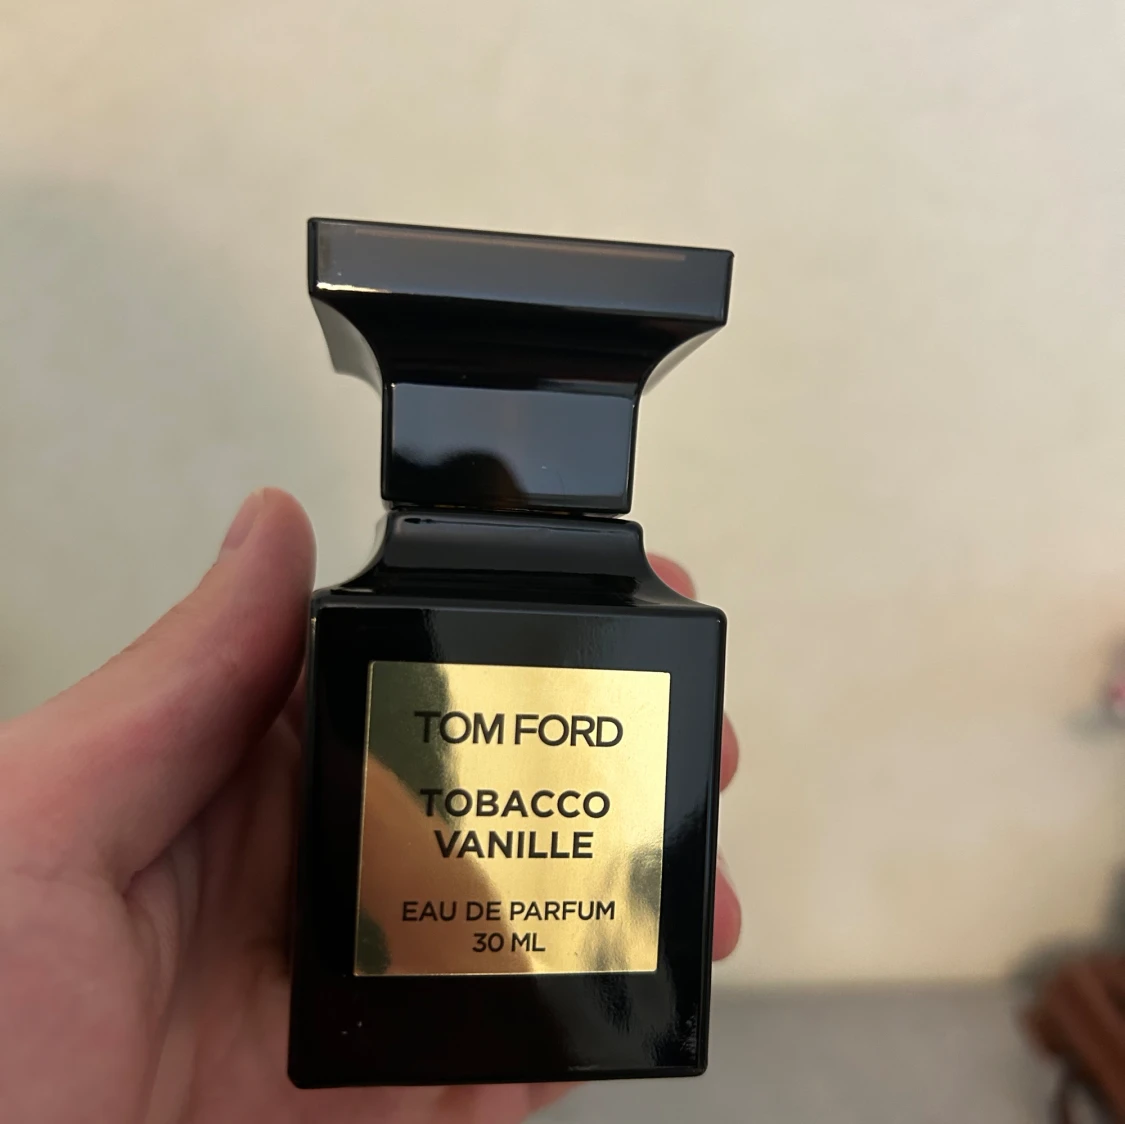 TOM FORD
TOBACCO
VANILLE
EAU DE PARFUM
30 ML